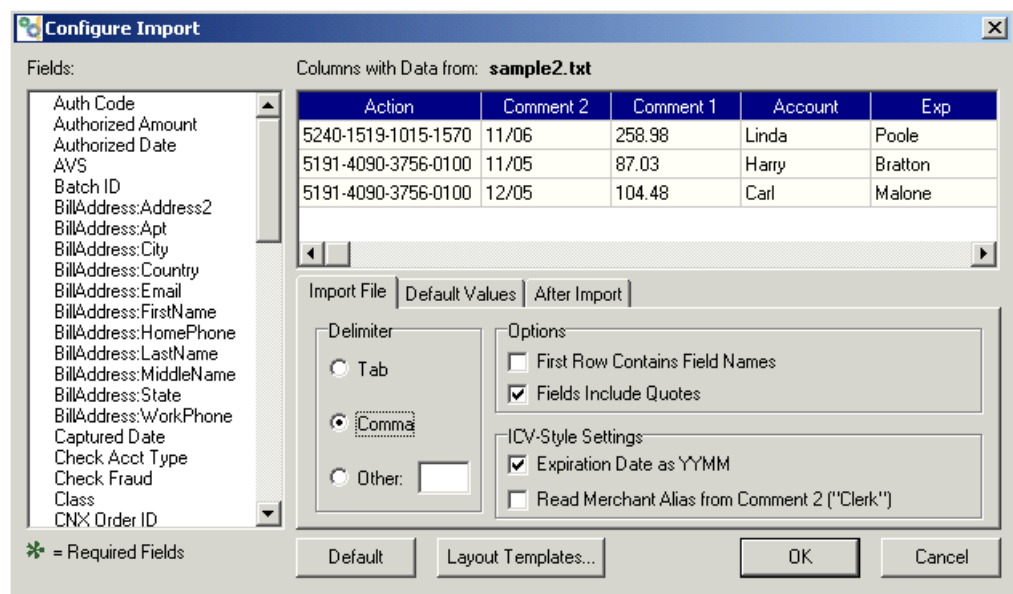 Configure Import
Fields:
Columns with Data from: sample2.txt
Auth Code
Authorized Amount
Authorized Date
AVS
Batch ID
BillAddress:Address2
BillAddress:Apt
BillAddress:City
BillAddress:Country
BillAddress:Email
BillAddress:FirstName
BillAddress:HomePhone
BillAddress:LastName
BillAddress:MiddleName
BillAddress:State
BillAddress:WorkPhone
Captured Date
Check Acct Type
Check Fraud
Class
CNX Order ID
* = Required Fields
Action Comment 2 Comment 1 Account Exp
5240-1519-1015-1570 11/06 258.98 Linda Poole
5191-4090-3756-0100 11/05 87.03 Harry Bratton
5191-4090-3756-0100 12/05 104.48 Carl Malone
Import File Default Values After Import
Delimiter
Tab
Comma
Other:
Options
First Row Contains Field Names
Fields Include Quotes
ICV-Style Settings
Expiration Date as YYMM
Read Merchant Alias from Comment 2 ("Clerk")
Default Layout Templates... OK Cancel